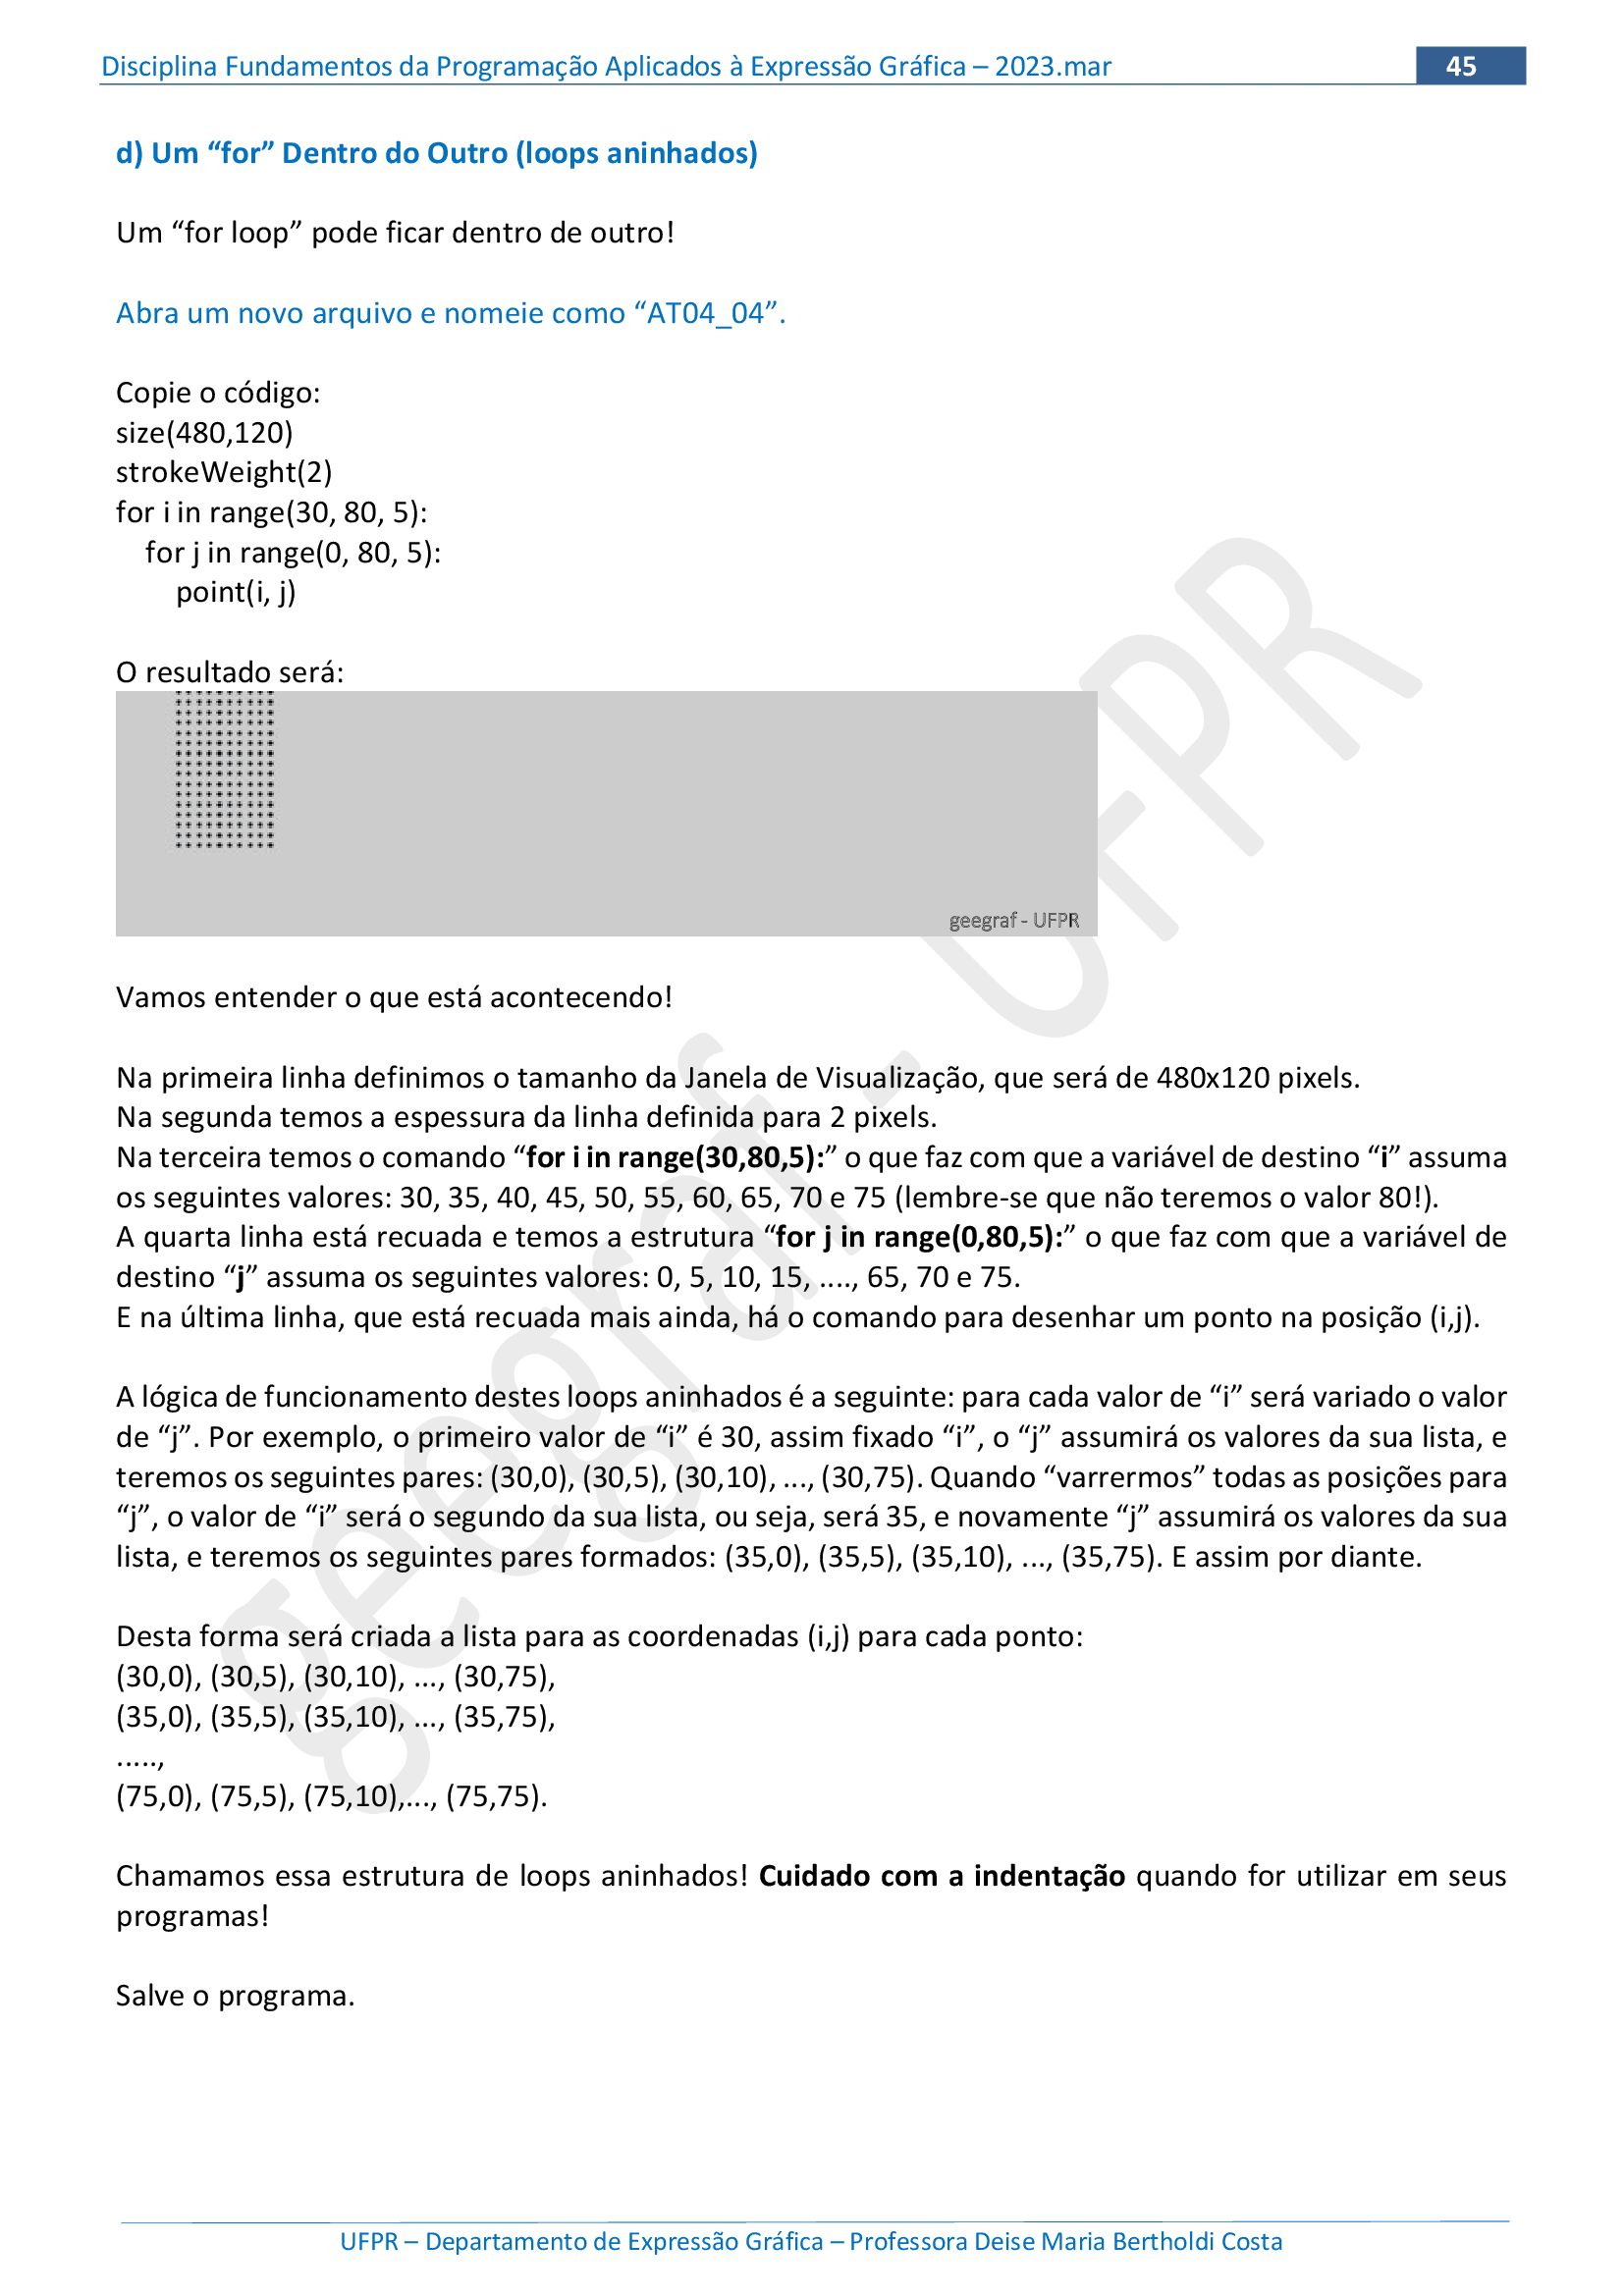 Disciplina Fundamentos da Programação Aplicados à Expressão Gráfica – 2023.mar 45
d) Um “for” Dentro do Outro (loops aninhados)
Um “for loop” pode ficar dentro de outro!
Abra um novo arquivo e nomeie como “AT04_04”.
Copie o código:
size(480,120)
strokeWeight(2)
for i in range(30, 80, 5):
    for j in range(0, 80, 5):
        point(i, j)
O resultado será:
geegraf - UFPR
Vamos entender o que está acontecendo!
Na primeira linha definimos o tamanho da Janela de Visualização, que será de 480x120 pixels.
Na segunda temos a espessura da linha definida para 2 pixels.
Na terceira temos o comando “for i in range(30,80,5):” o que faz com que a variável de destino “i” assuma
os seguintes valores: 30, 35, 40, 45, 50, 55, 60, 65, 70 e 75 (lembre-se que não teremos o valor 80!).
A quarta linha está recuada e temos a estrutura “for j in range(0,80,5):” o que faz com que a variável de
destino “j” assuma os seguintes valores: 0, 5, 10, 15, ...., 65, 70 e 75.
E na última linha, que está recuada mais ainda, há o comando para desenhar um ponto na posição (i,j).
A lógica de funcionamento destes loops aninhados é a seguinte: para cada valor de “i” será variado o valor
de “j”. Por exemplo, o primeiro valor de “i” é 30, assim fixado “i”, o “j” assumirá os valores da sua lista, e
teremos os seguintes pares: (30,0), (30,5), (30,10), ..., (30,75). Quando “varrermos” todas as posições para
“j”, o valor de “i” será o segundo da sua lista, ou seja, será 35, e novamente “j” assumirá os valores da sua
lista, e teremos os seguintes pares formados: (35,0), (35,5), (35,10), ..., (35,75). E assim por diante.
Desta forma será criada a lista para as coordenadas (i,j) para cada ponto:
(30,0), (30,5), (30,10), ..., (30,75),
(35,0), (35,5), (35,10), ..., (35,75),
.....,
(75,0), (75,5), (75,10),..., (75,75).
Chamamos essa estrutura de loops aninhados! Cuidado com a indentação quando for utilizar em seus
programas!
Salve o programa.
geegraf - UFPR
UFPR – Departamento de Expressão Gráfica – Professora Deise Maria Bertholdi Costa